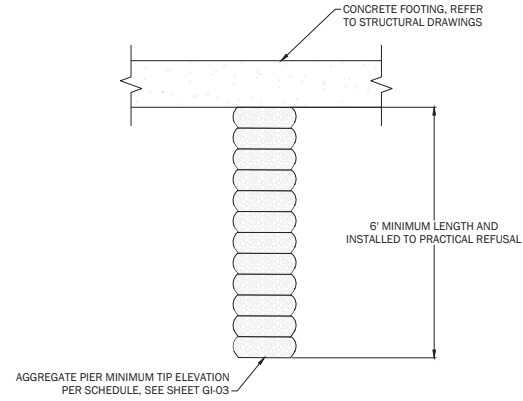 CONCRETE FOOTING, REFER
TO STRUCTURAL DRAWINGS
6' MINIMUM LENGTH AND
INSTALLED TO PRACTICAL REFUSAL
AGGREGATE PIER MINIMUM TIP ELEVATION
PER SCHEDULE, SEE SHEET GI-03